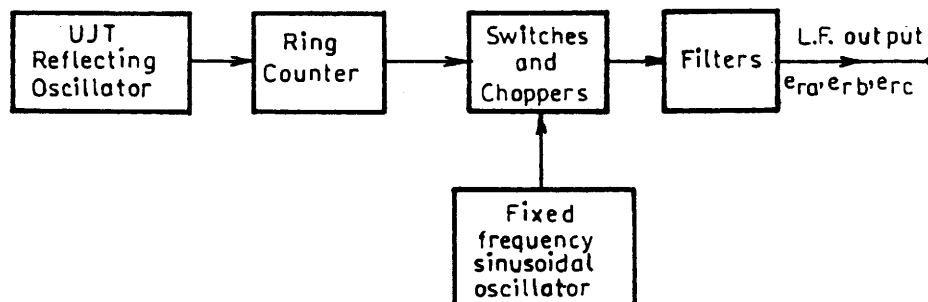 UJT
Reflecting
Oscillator
Ring
Counter
Switches
and
Choppers
Filters
L.F. output
era,erb,erc
Fixed
frequency
sinusoidal
oscillator